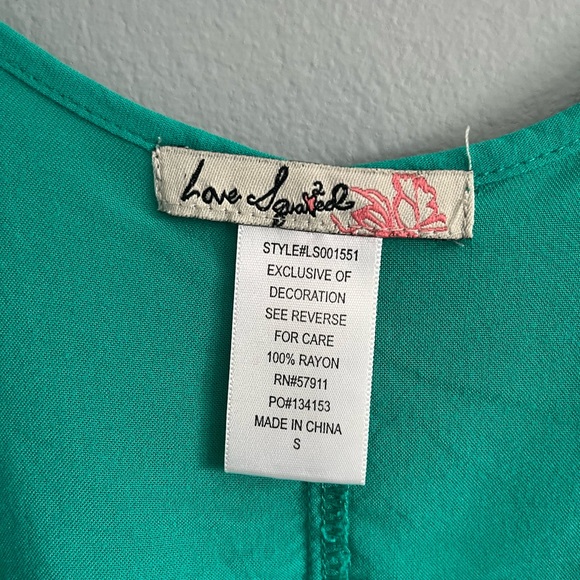 Love Squared
STYLE#LS001551
EXCLUSIVE OF
DECORATION
SEE REVERSE
FOR CARE
100% RAYON
RN#57911
PO#134153
MADE IN CHINA
S